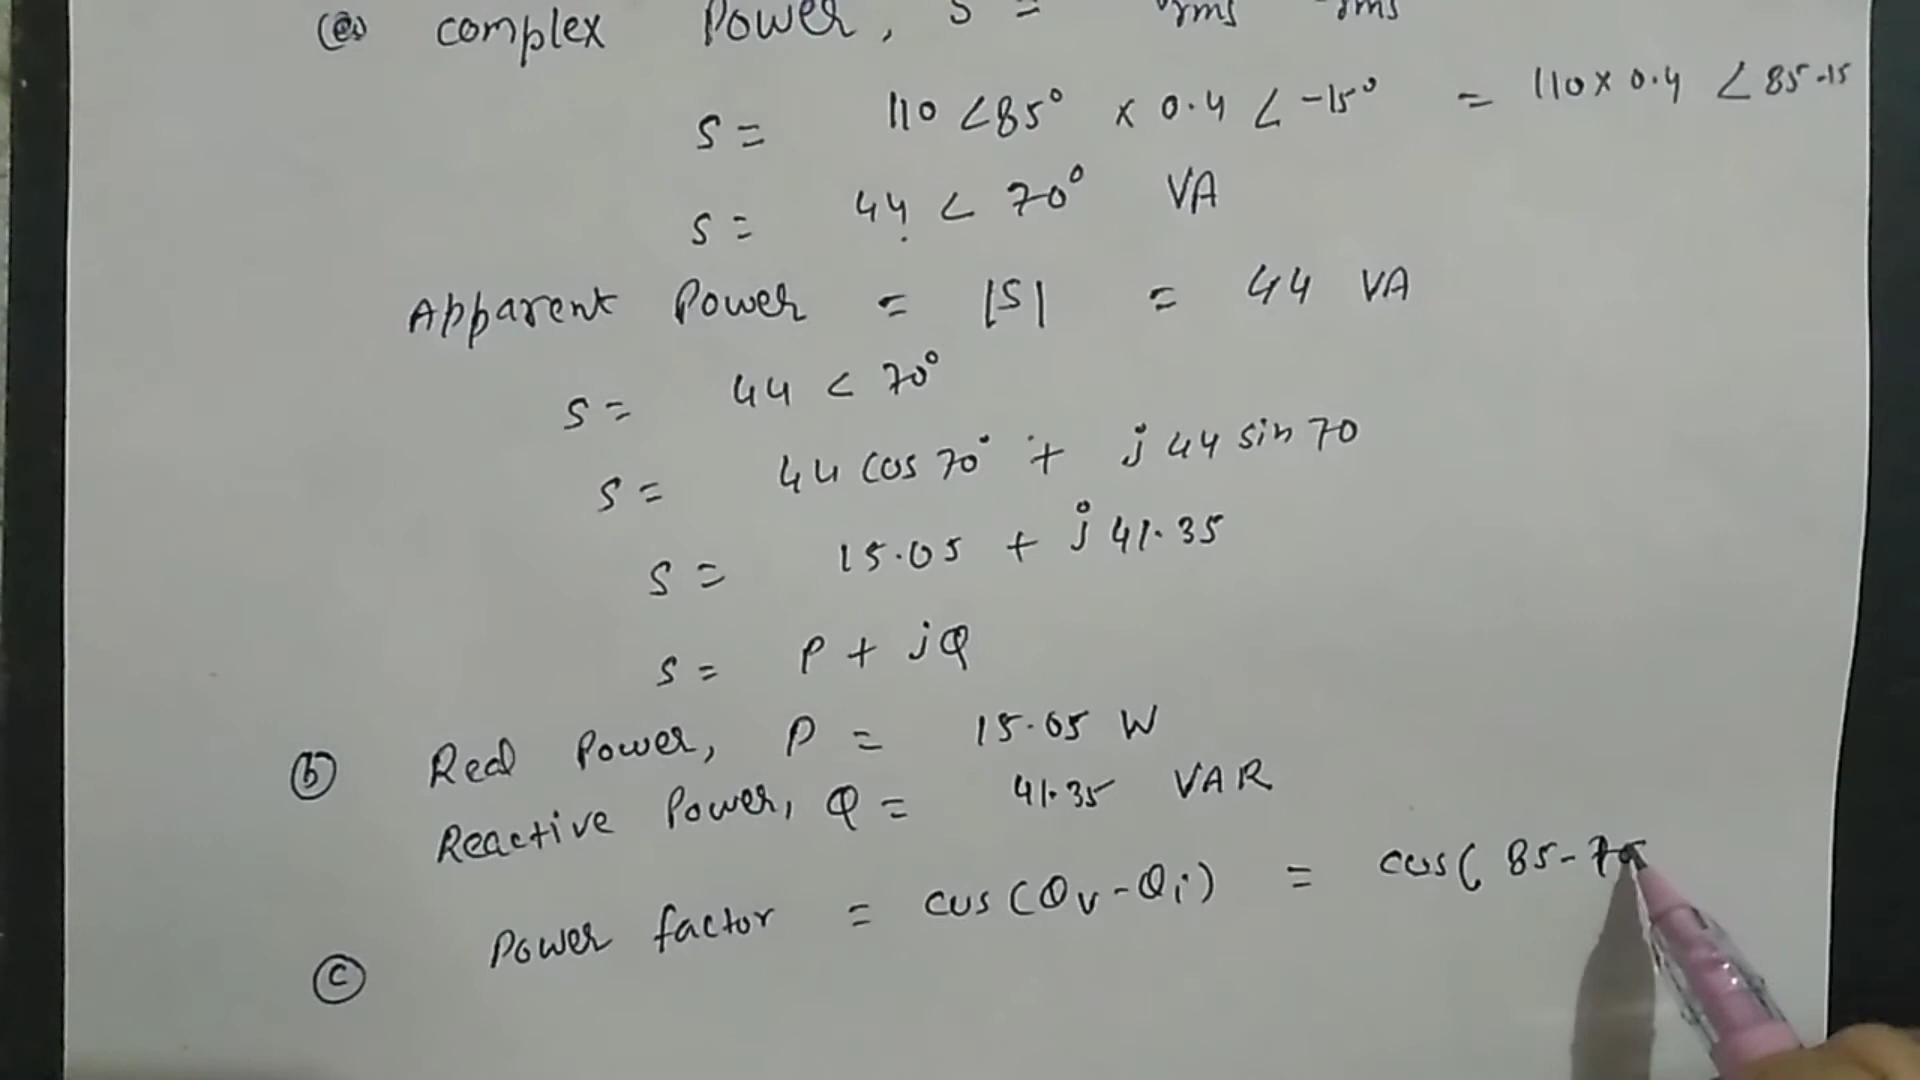 (a) complex Power, S = Vrms Irms
S = 110 ∠85° × 0.4 ∠-15° = 110 × 0.4 ∠85-15
S = 44 ∠ 70° VA
Apparent Power = |S| = 44 VA
S = 44 ∠ 70°
S = 44 cos 70° + j 44 sin 70
S = 15.05 + j 41.35
S = P + jQ
(b) Real Power, P = 15.05 W
Reactive Power, Q = 41.35 VAR
(c) Power factor = cos (θv - θi) = cos( 85-